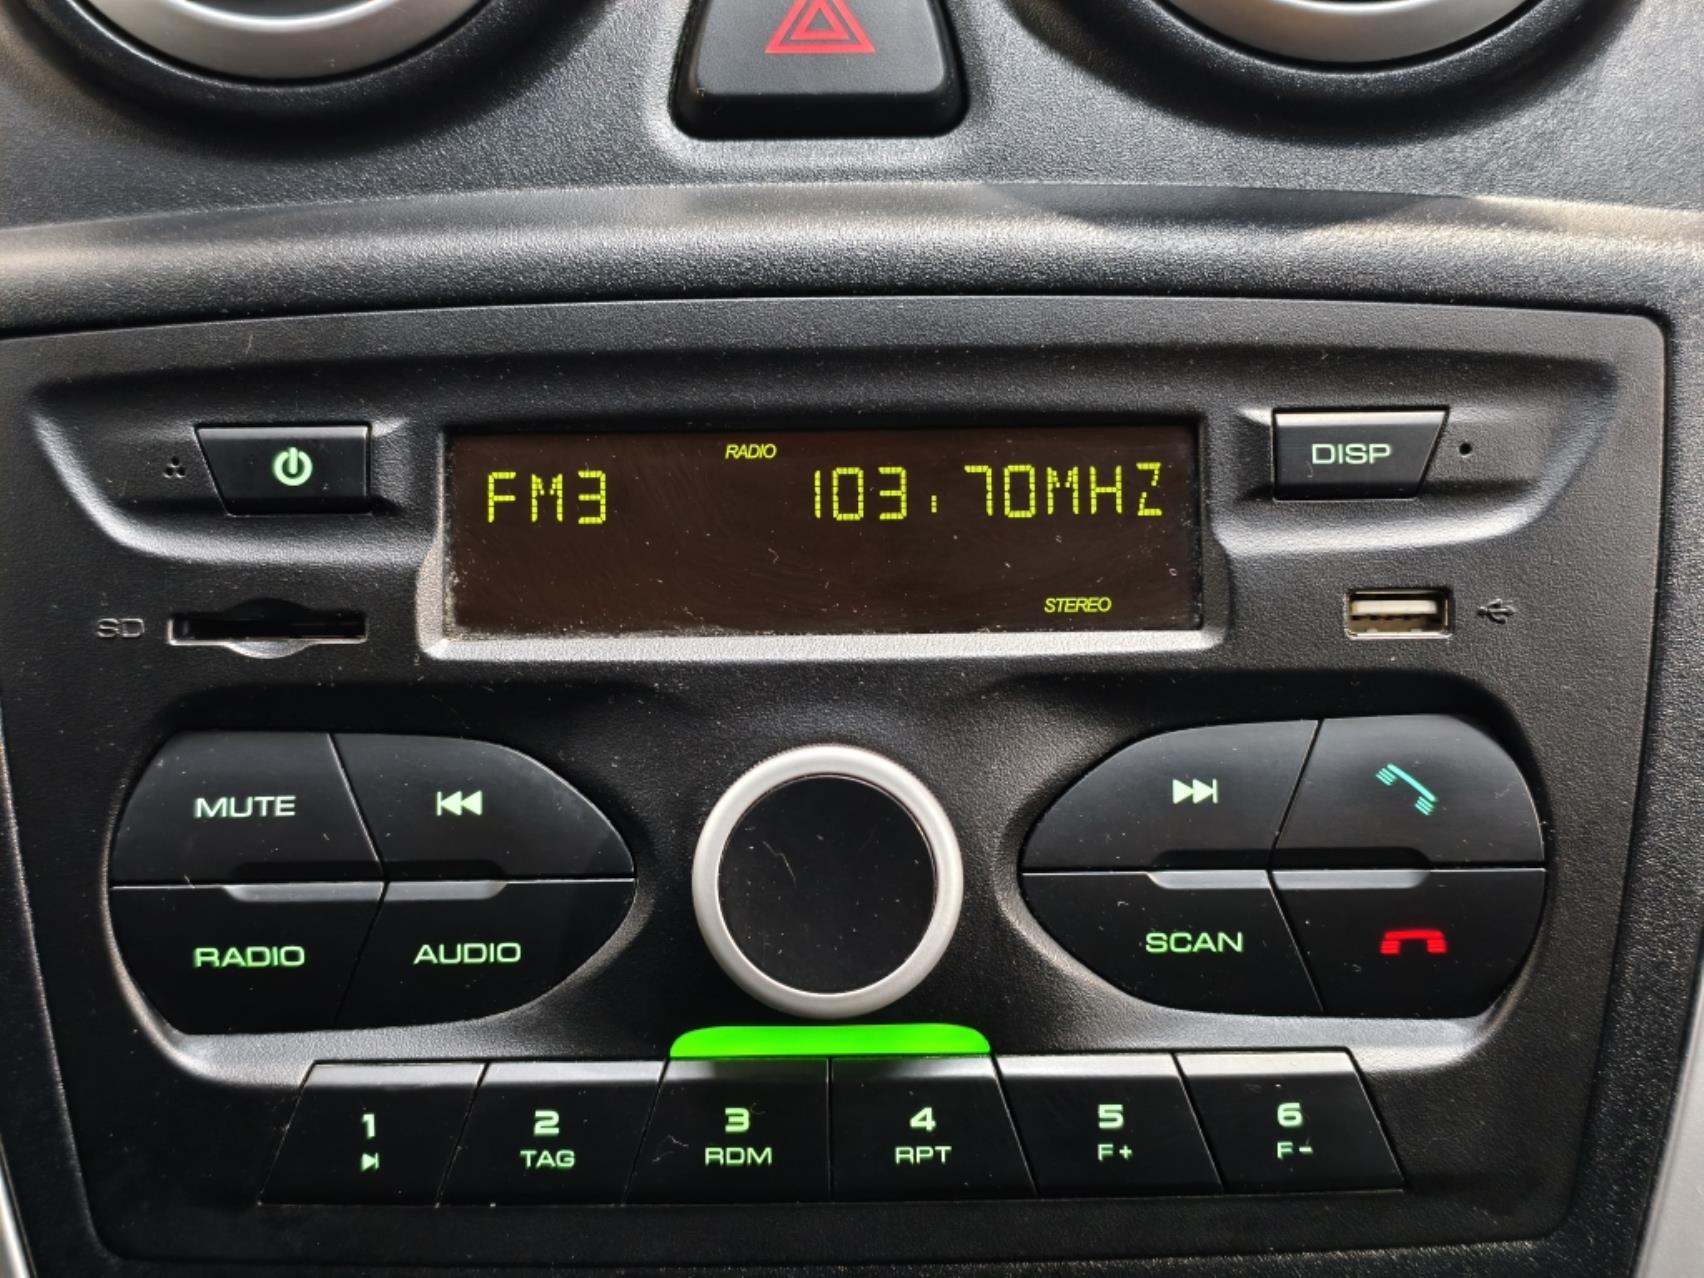 RADIO
FM3 103.70MHZ
STEREO
DISP
SD
MUTE
RADIO
AUDIO
SCAN
1
2
TAG
3
RDM
4
RPT
5
F+
6
F-